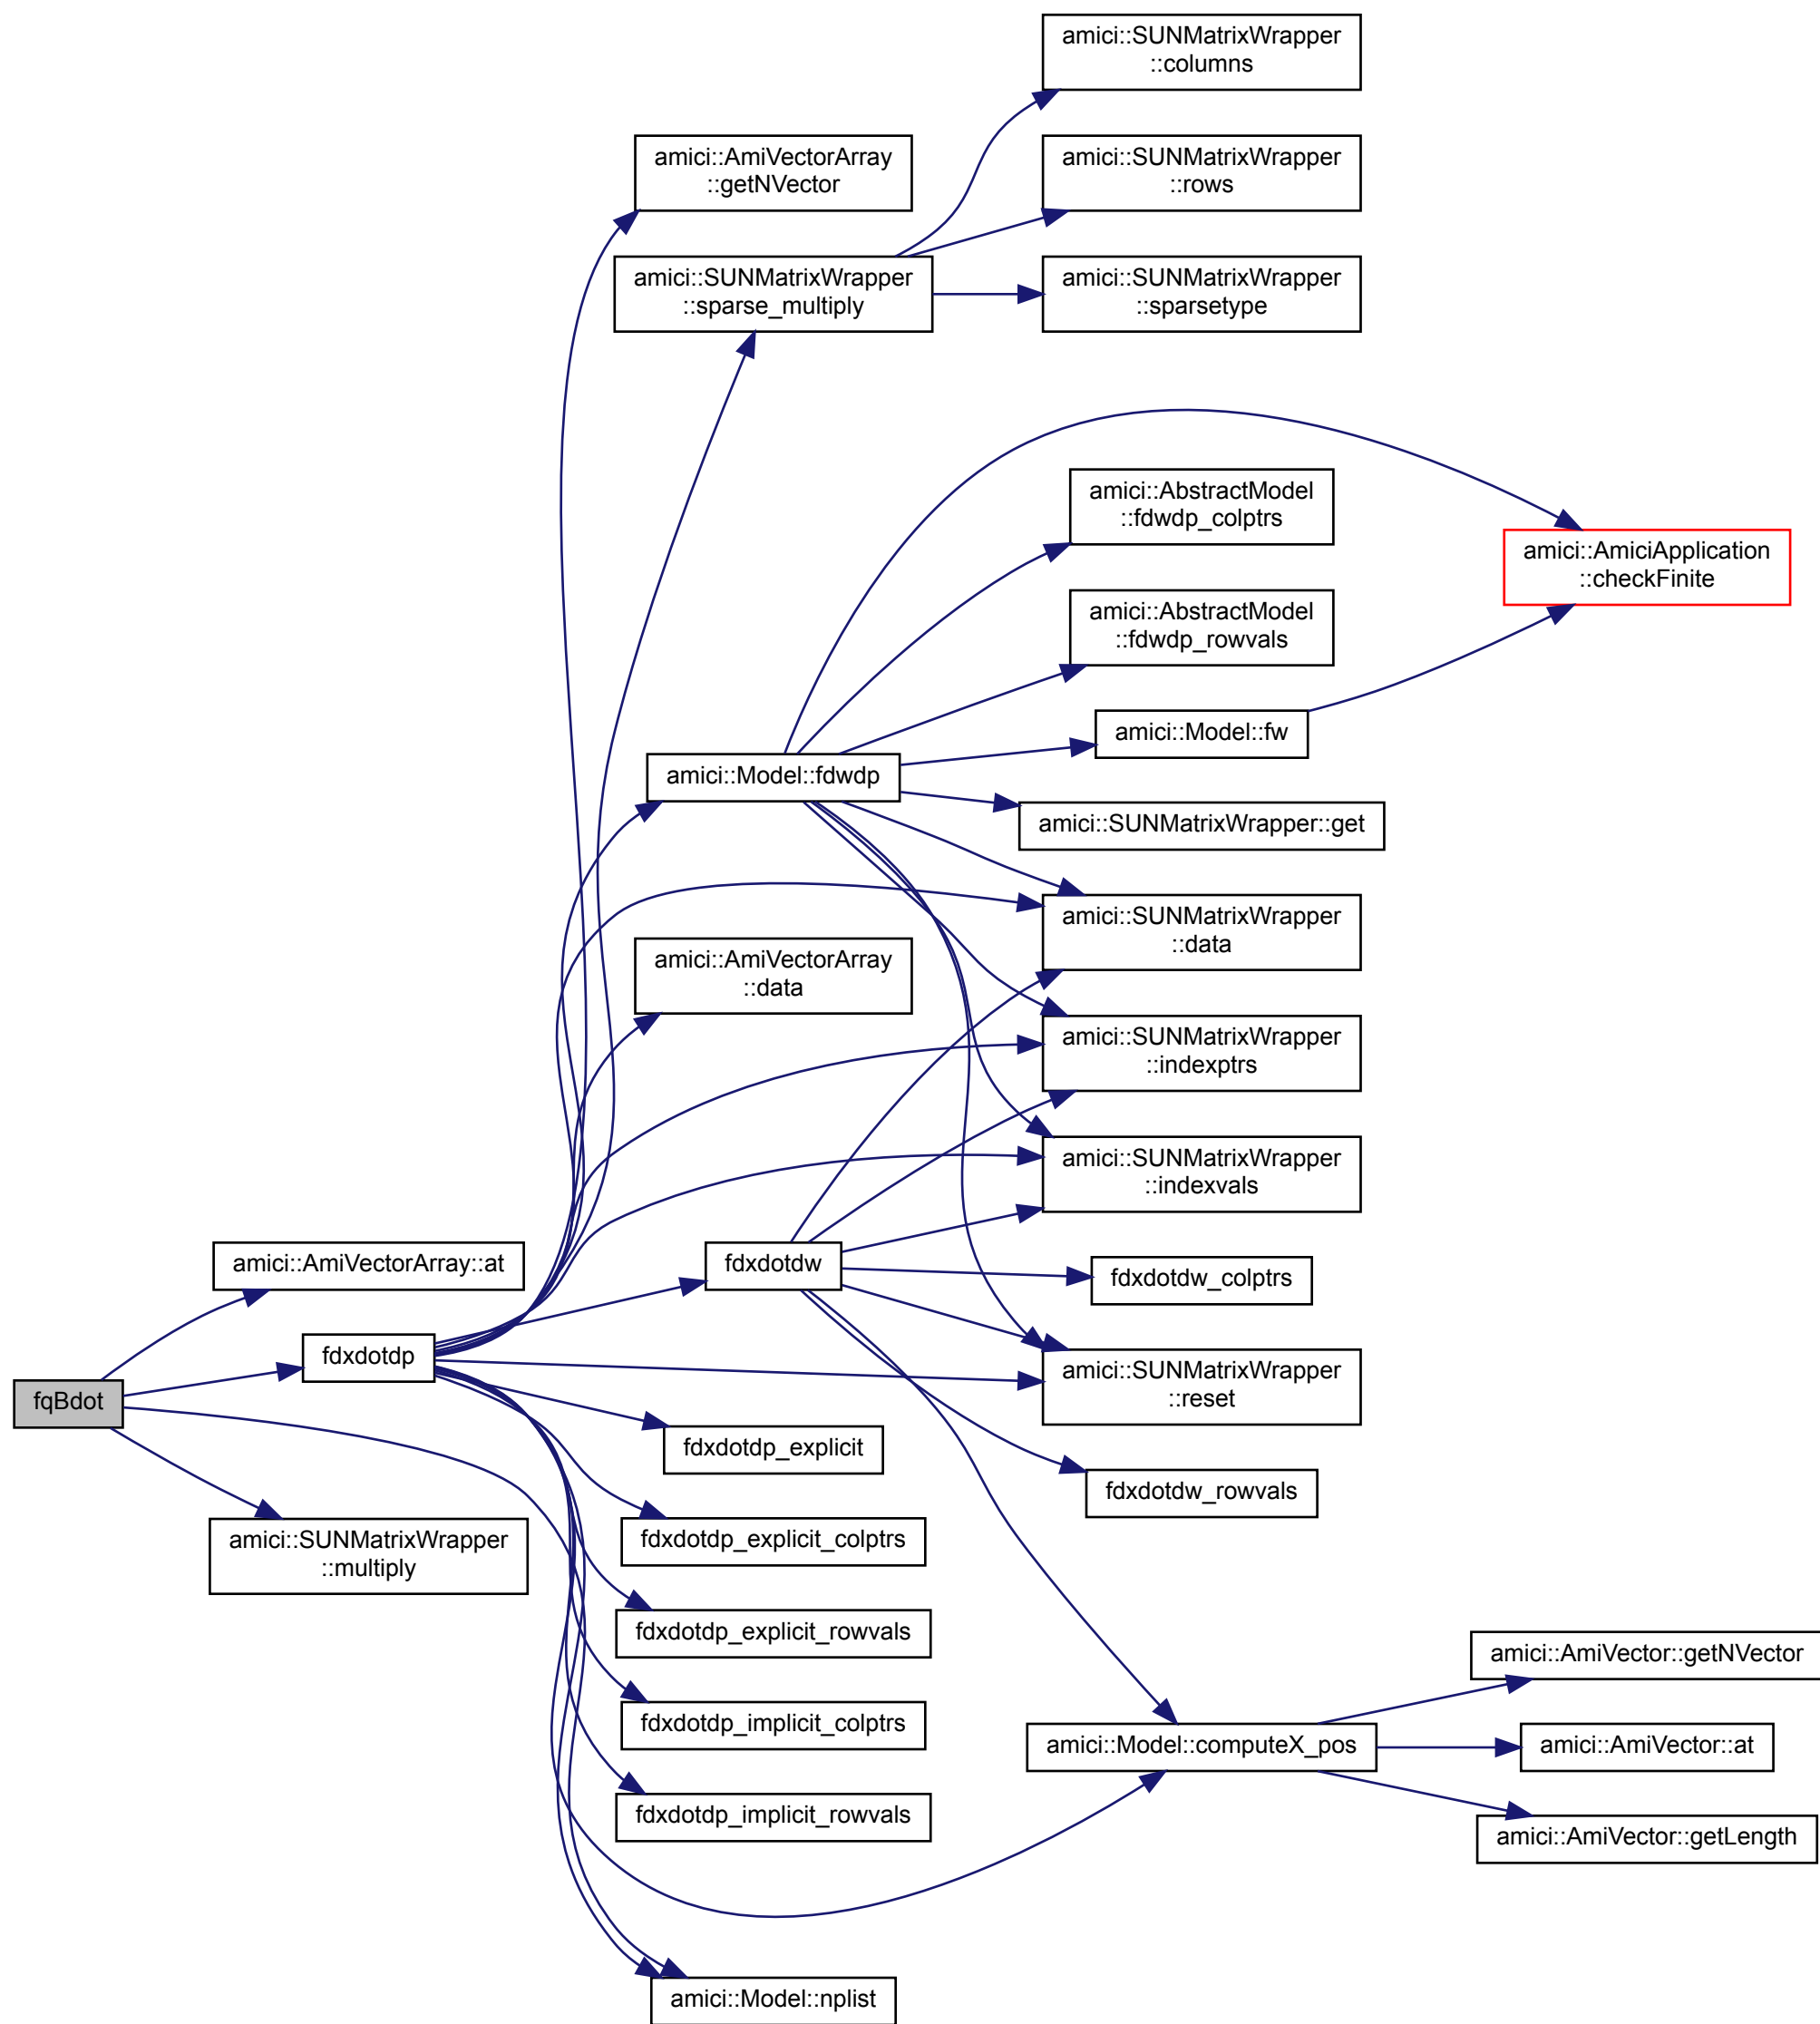 amici::SUNMatrixWrapper
::columns
amici::AmiVectorArray
::getNVector
amici::SUNMatrixWrapper
::rows
amici::SUNMatrixWrapper
::sparse_multiply
amici::SUNMatrixWrapper
::sparsetype
amici::AbstractModel
::fdwdp_colptrs
amici::AmiciApplication
::checkFinite
amici::AbstractModel
::fdwdp_rowvals
amici::Model::fw
amici::Model::fdwdp
amici::SUNMatrixWrapper::get
amici::SUNMatrixWrapper
::data
amici::AmiVectorArray
::data
amici::SUNMatrixWrapper
::indexptrs
amici::SUNMatrixWrapper
::indexvals
amici::AmiVectorArray::at
fdxdotdw
fdxdotdw_colptrs
fdxdotdp
amici::SUNMatrixWrapper
::reset
fqBdot
fdxdotdp_explicit
fdxdotdw_rowvals
amici::SUNMatrixWrapper
::multiply
fdxdotdp_explicit_colptrs
fdxdotdp_explicit_rowvals
amici::AmiVector::getNVector
fdxdotdp_implicit_colptrs
amici::Model::computeX_pos
amici::AmiVector::at
fdxdotdp_implicit_rowvals
amici::AmiVector::getLength
amici::Model::nplist